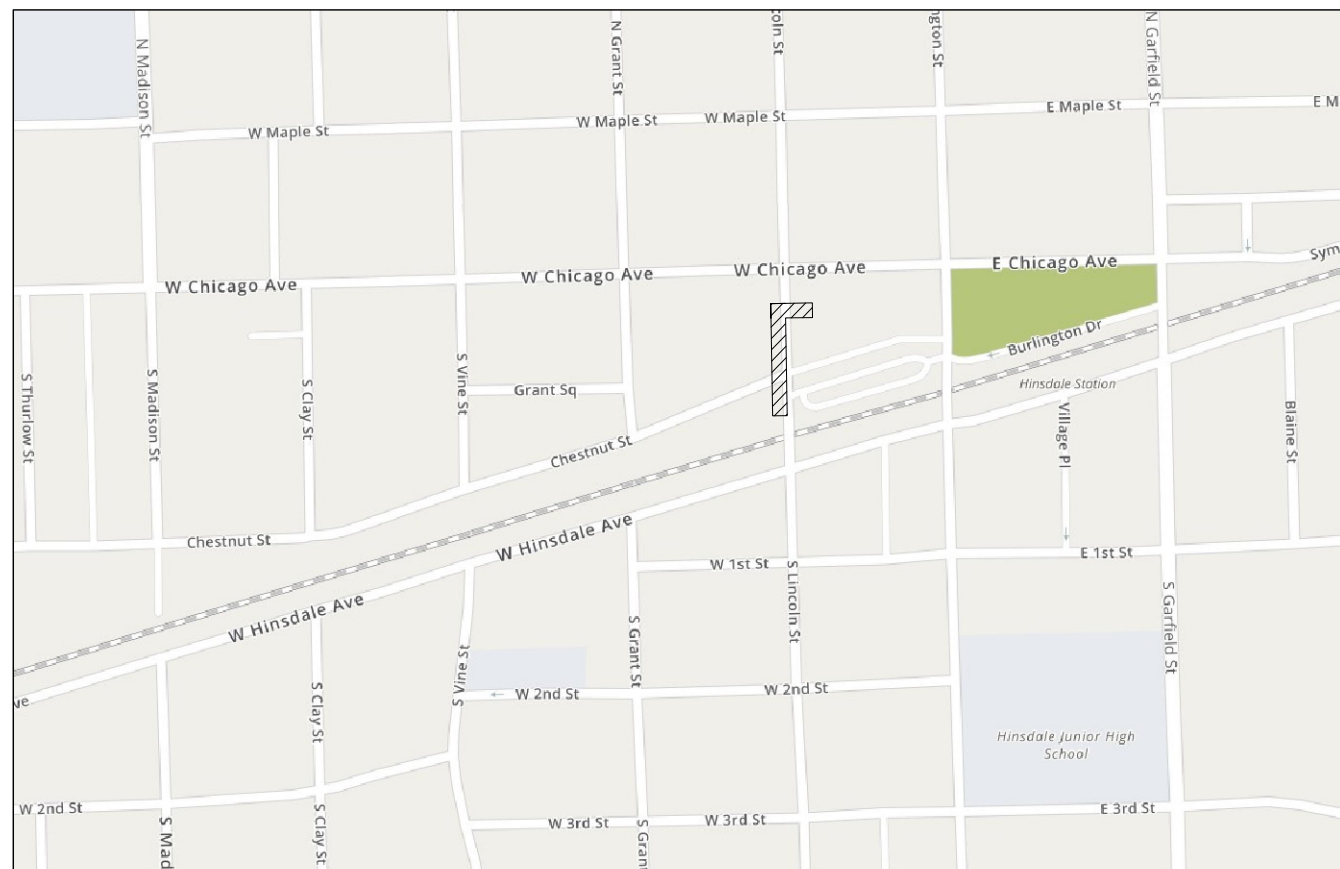 N Madison St
N Grant St
oln St
ngton St
N Garfield St
W Maple St
W Maple St
W Maple St
E Maple St
E M
W Chicago Ave
W Chicago Ave
W Chicago Ave
E Chicago Ave
Sym
S Thurlow St
S Madison St
S Clay St
S Vine St
Grant Sq
Burlington Dr
Hinsdale Station
Village Pl
Blaine St
Chestnut St
Chestnut St
W Hinsdale Ave
W Hinsdale Ave
W 1st St
E 1st St
S Lincoln St
S Garfield St
S Grant St
S Vine St
S Clay St
ve
W 2nd St
W 2nd St
Hinsdale Junior High
School
W 2nd St
S Mad
S Clay St
W 3rd St
S Gran
W 3rd St
E 3rd St